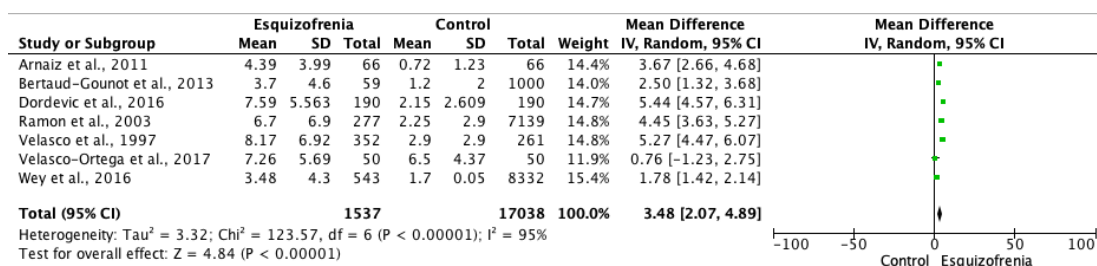 Esquizofrenia Control Mean Difference Mean Difference
Study or Subgroup Mean SD Total Mean SD Total Weight IV, Random, 95% CI IV, Random, 95% CI
Arnaiz et al., 2011 4.39 3.99 66 0.72 1.23 66 14.4% 3.67 [2.66, 4.68]
Bertaud-Gounot et al., 2013 3.7 4.6 59 1.2 2 1000 14.0% 2.50 [1.32, 3.68]
Dordevic et al., 2016 7.59 5.563 190 2.15 2.609 190 14.7% 5.44 [4.57, 6.31]
Ramon et al., 2003 6.7 6.9 277 2.25 2.9 7139 14.8% 4.45 [3.63, 5.27]
Velasco et al., 1997 8.17 6.92 352 2.9 2.9 261 14.8% 5.27 [4.47, 6.07]
Velasco-Ortega et al., 2017 7.26 5.69 50 6.5 4.37 50 11.9% 0.76 [-1.23, 2.75]
Wey et al., 2016 3.48 4.3 543 1.7 0.05 8332 15.4% 1.78 [1.42, 2.14]
Total (95% CI) 1537 17038 100.0% 3.48 [2.07, 4.89]
Heterogeneity: Tau² = 3.32; Chi² = 123.57, df = 6 (P < 0.00001); I² = 95%
Test for overall effect: Z = 4.84 (P < 0.00001)
-100 -50 0 50 100
Control Esquizofrenia